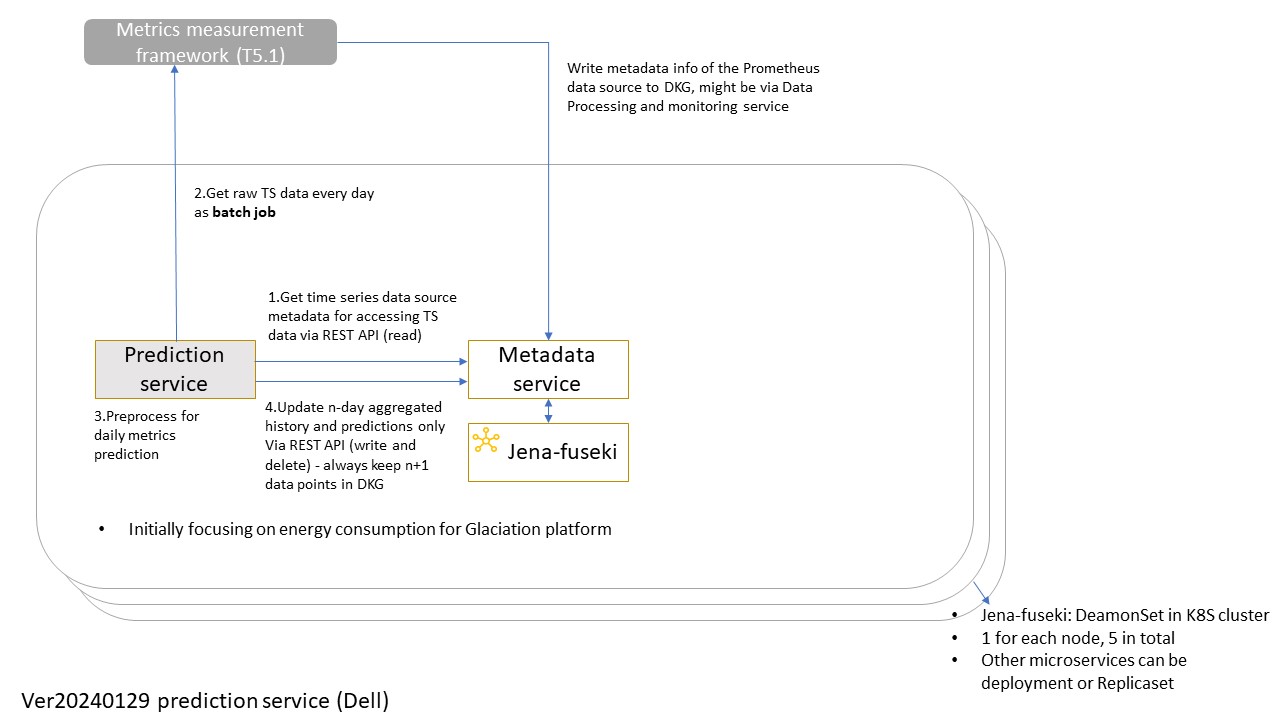 Metrics measurement
framework (T5.1)
Write metadata info of the Prometheus
data source to DKG, might be via Data
Processing and monitoring service
2.Get raw TS data every day
as batch job
1.Get time series data source
metadata for accessing TS
data via REST API (read)
Prediction
service
Metadata
service
3.Preprocess for
daily metrics
prediction
4.Update n-day aggregated
history and predictions only
Via REST API (write and
delete) - always keep n+1
data points in DKG
Jena-fuseki
• Initially focusing on energy consumption for Glaciation platform
• Jena-fuseki: DeamonSet in K8S cluster
• 1 for each node, 5 in total
• Other microservices can be
deployment or Replicaset
Ver20240129 prediction service (Dell)